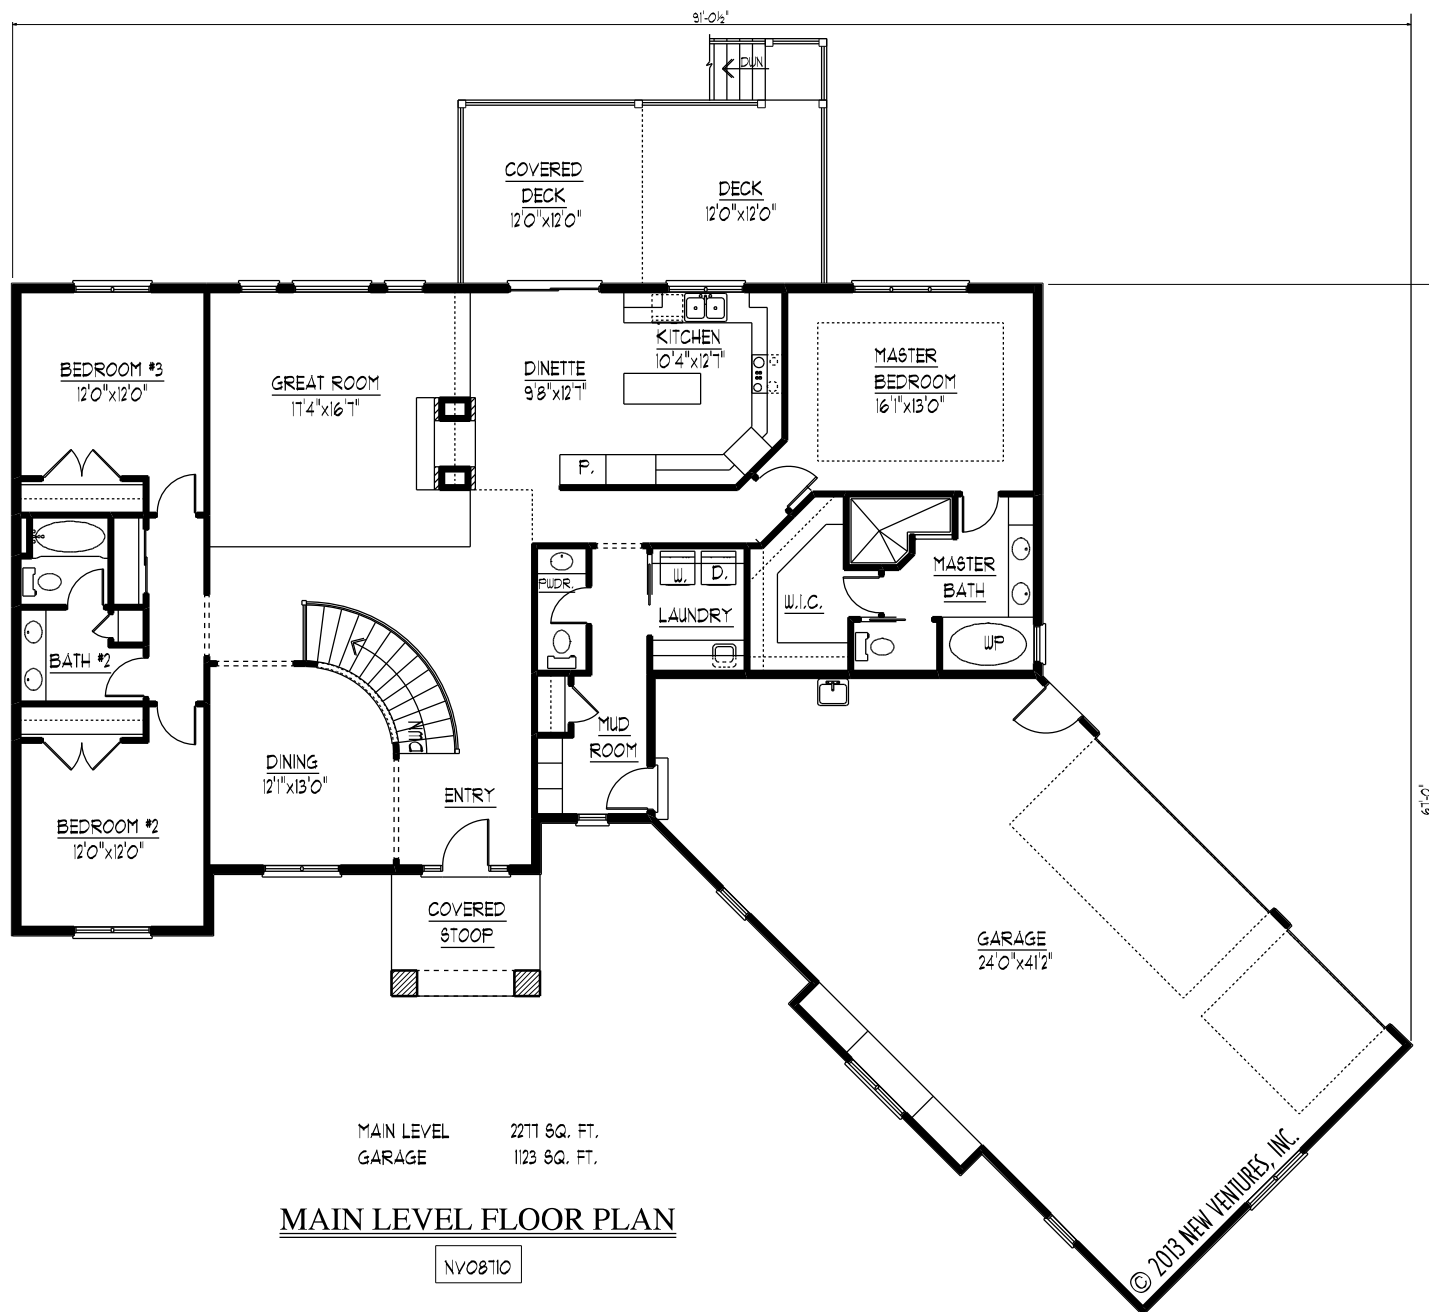 91'-0½"
DWN
COVERED
DECK
12'0"x12'0"
DECK
12'0"x12'0"
BEDROOM #3
12'0"x12'0"
GREAT ROOM
17'4"x16'7"
DINETTE
9'8"x12'7"
KITCHEN
10'4"x12'7"
MASTER
BEDROOM
16'1"x13'0"
P.
PWDR.
W.
D.
LAUNDRY
W.I.C.
MASTER
BATH
WP
BATH #2
DWN
MUD
ROOM
DINING
12'1"x13'0"
ENTRY
BEDROOM #2
12'0"x12'0"
67'-0"
COVERED
STOOP
GARAGE
24'0"x41'2"
MAIN LEVEL 2277 SQ. FT.
GARAGE 1123 SQ. FT.
MAIN LEVEL FLOOR PLAN
NV08710
© 2013 NEW VENTURES, INC.